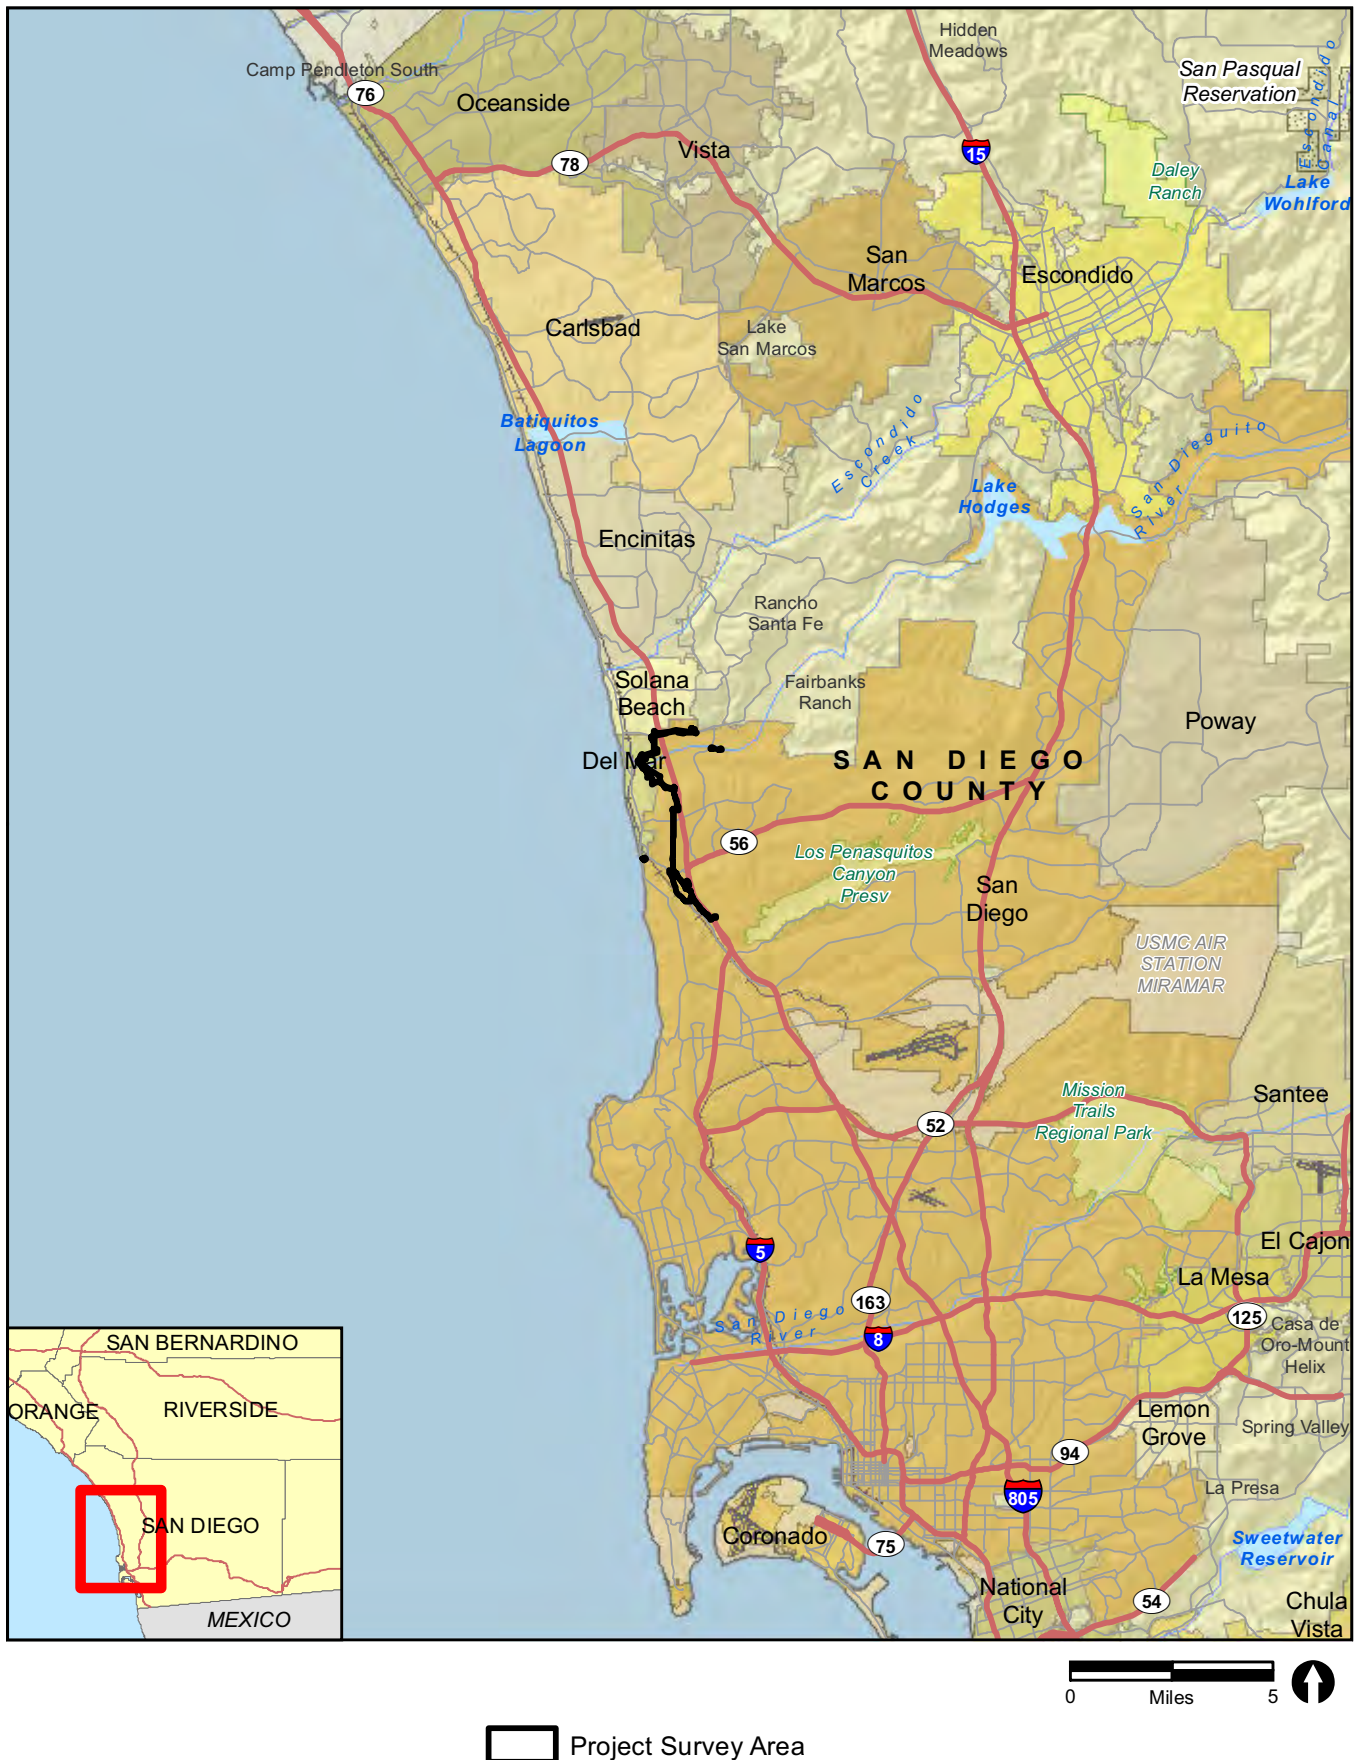 Hidden
Meadows
San Pasqual
Reservation
Escondido
Canal
Camp Pendleton South
76
Oceanside
78
Vista
15
Daley
Ranch
Lake
Wohlford
San
Marcos
Escondido
Carlsbad
Lake
San Marcos
Batiquitos
Lagoon
Escondido
Creek
San Dieguito
River
Lake
Hodges
Encinitas
Rancho
Santa Fe
Solana
Beach
Fairbanks
Ranch
Poway
Del Mar
SAN DIEGO
COUNTY
56
Los Penasquitos
Canyon
Presv
San
Diego
USMC AIR
STATION
MIRAMAR
Mission
Trails
Regional Park
Santee
52
5
El Cajon
La Mesa
163
San Diego
River
8
125
Casa de
Oro-Mount
Helix
SAN BERNARDINO
ORANGE
RIVERSIDE
SAN DIEGO
MEXICO
Lemon
Grove
Spring Valley
94
805
La Presa
Coronado
75
Sweetwater
Reservoir
National
City
54
Chula
Vista
0 Miles 5
Project Survey Area